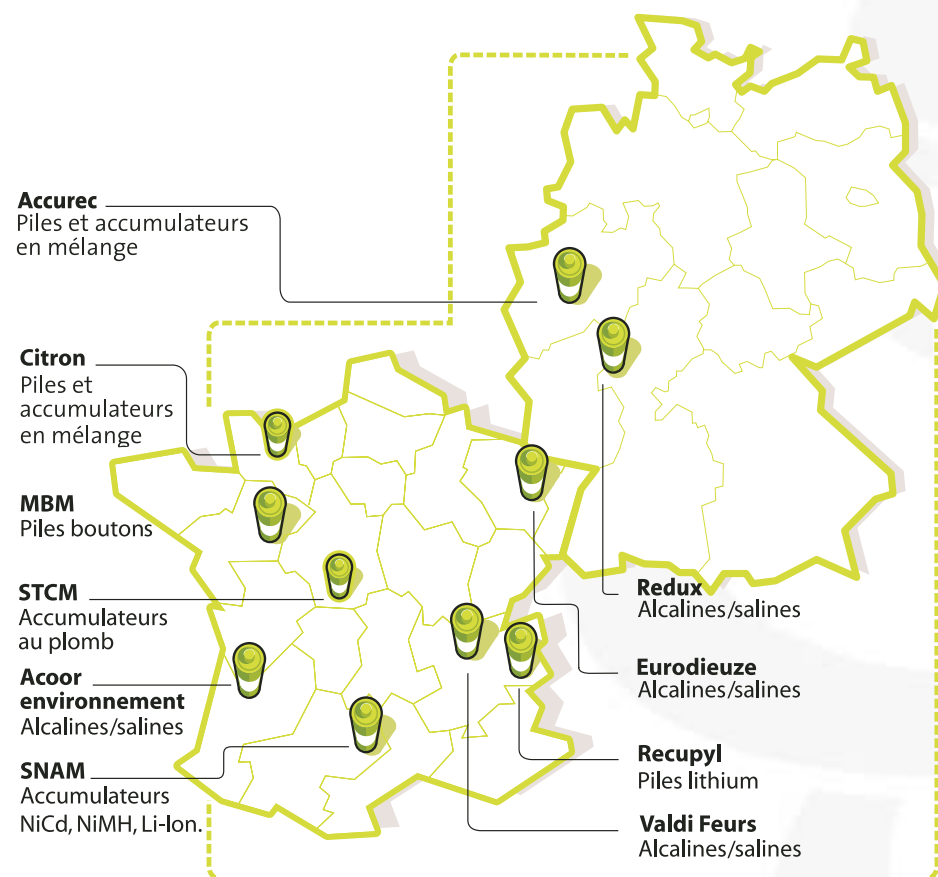 Accurec
Piles et accumulateurs
en mélange
Citron
Piles et
accumulateurs
en mélange
MBM
Piles boutons
STCM
Accumulateurs
au plomb
Acoor
environnement
Alcalines/salines
SNAM
Accumulateurs
NiCd, NiMH, Li-Ion.
Redux
Alcalines/salines
Eurodieuze
Alcalines/salines
Recupyl
Piles lithium
Valdi Feurs
Alcalines/salines